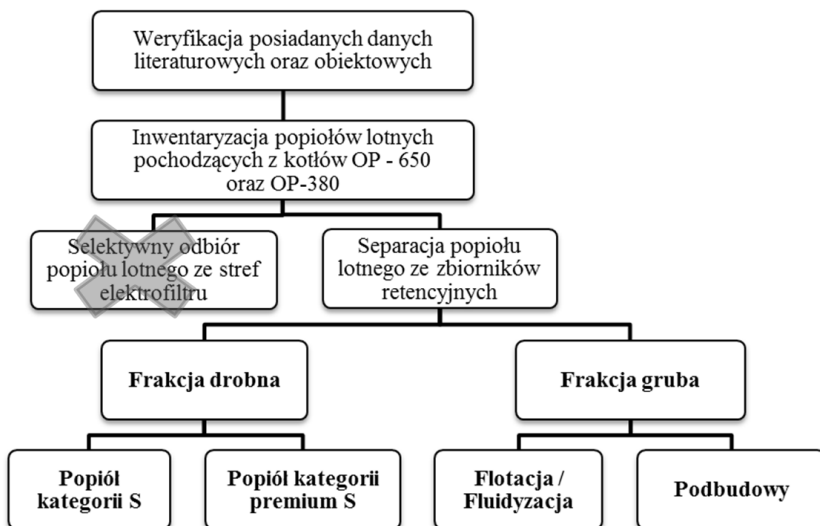 Weryfikacja posiadanych danych
literaturowych oraz obiektowych
Inwentaryzacja popiołów lotnych
pochodzących z kotłów OP - 650
oraz OP-380
Selektywny odbiór
popiołu lotnego ze stref
elektrofiltru
Separacja popiołu
lotnego ze zbiorników
retencyjnych
Frakcja drobna
Frakcja gruba
Popiół
kategorii S
Popiół kategorii
premium S
Flotacja /
Fluidyzacja
Podbudowy